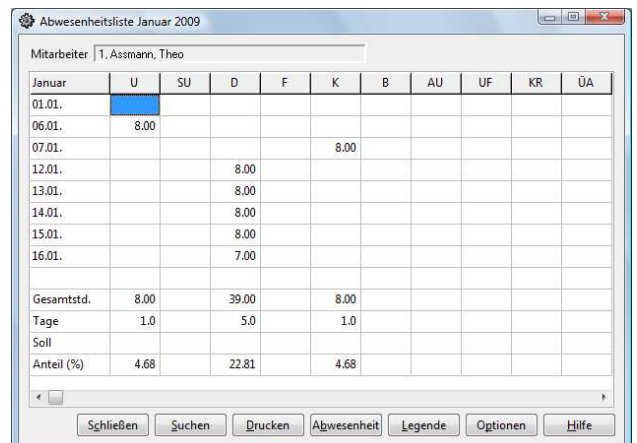 Abwesenheitsliste Januar 2009
Mitarbeiter 1, Assmann, Theo
Januar U SU D F K B AU UF KR ÜA
01.01.
06.01. 8.00
07.01. 8.00
12.01. 8.00
13.01. 8.00
14.01. 8.00
15.01. 8.00
16.01. 7.00
Gesamtstd. 8.00 39.00 8.00
Tage 1.0 5.0 1.0
Soll
Anteil (%) 4.68 22.81 4.68
Schließen Suchen Drucken Abwesenheit Legende Optionen Hilfe